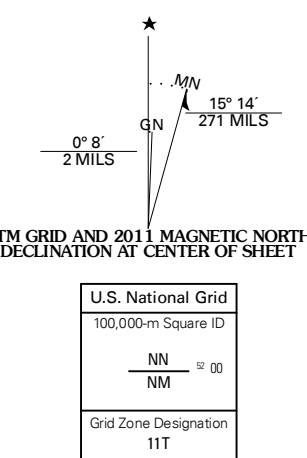 ★
MN
GN
0° 8´
2 MILS
15° 14´
271 MILS
TM GRID AND 2011 MAGNETIC NORTH
DECLINATION AT CENTER OF SHEET
U.S. National Grid
100,000-m Square ID
NN
52 00
NM
Grid Zone Designation
11T